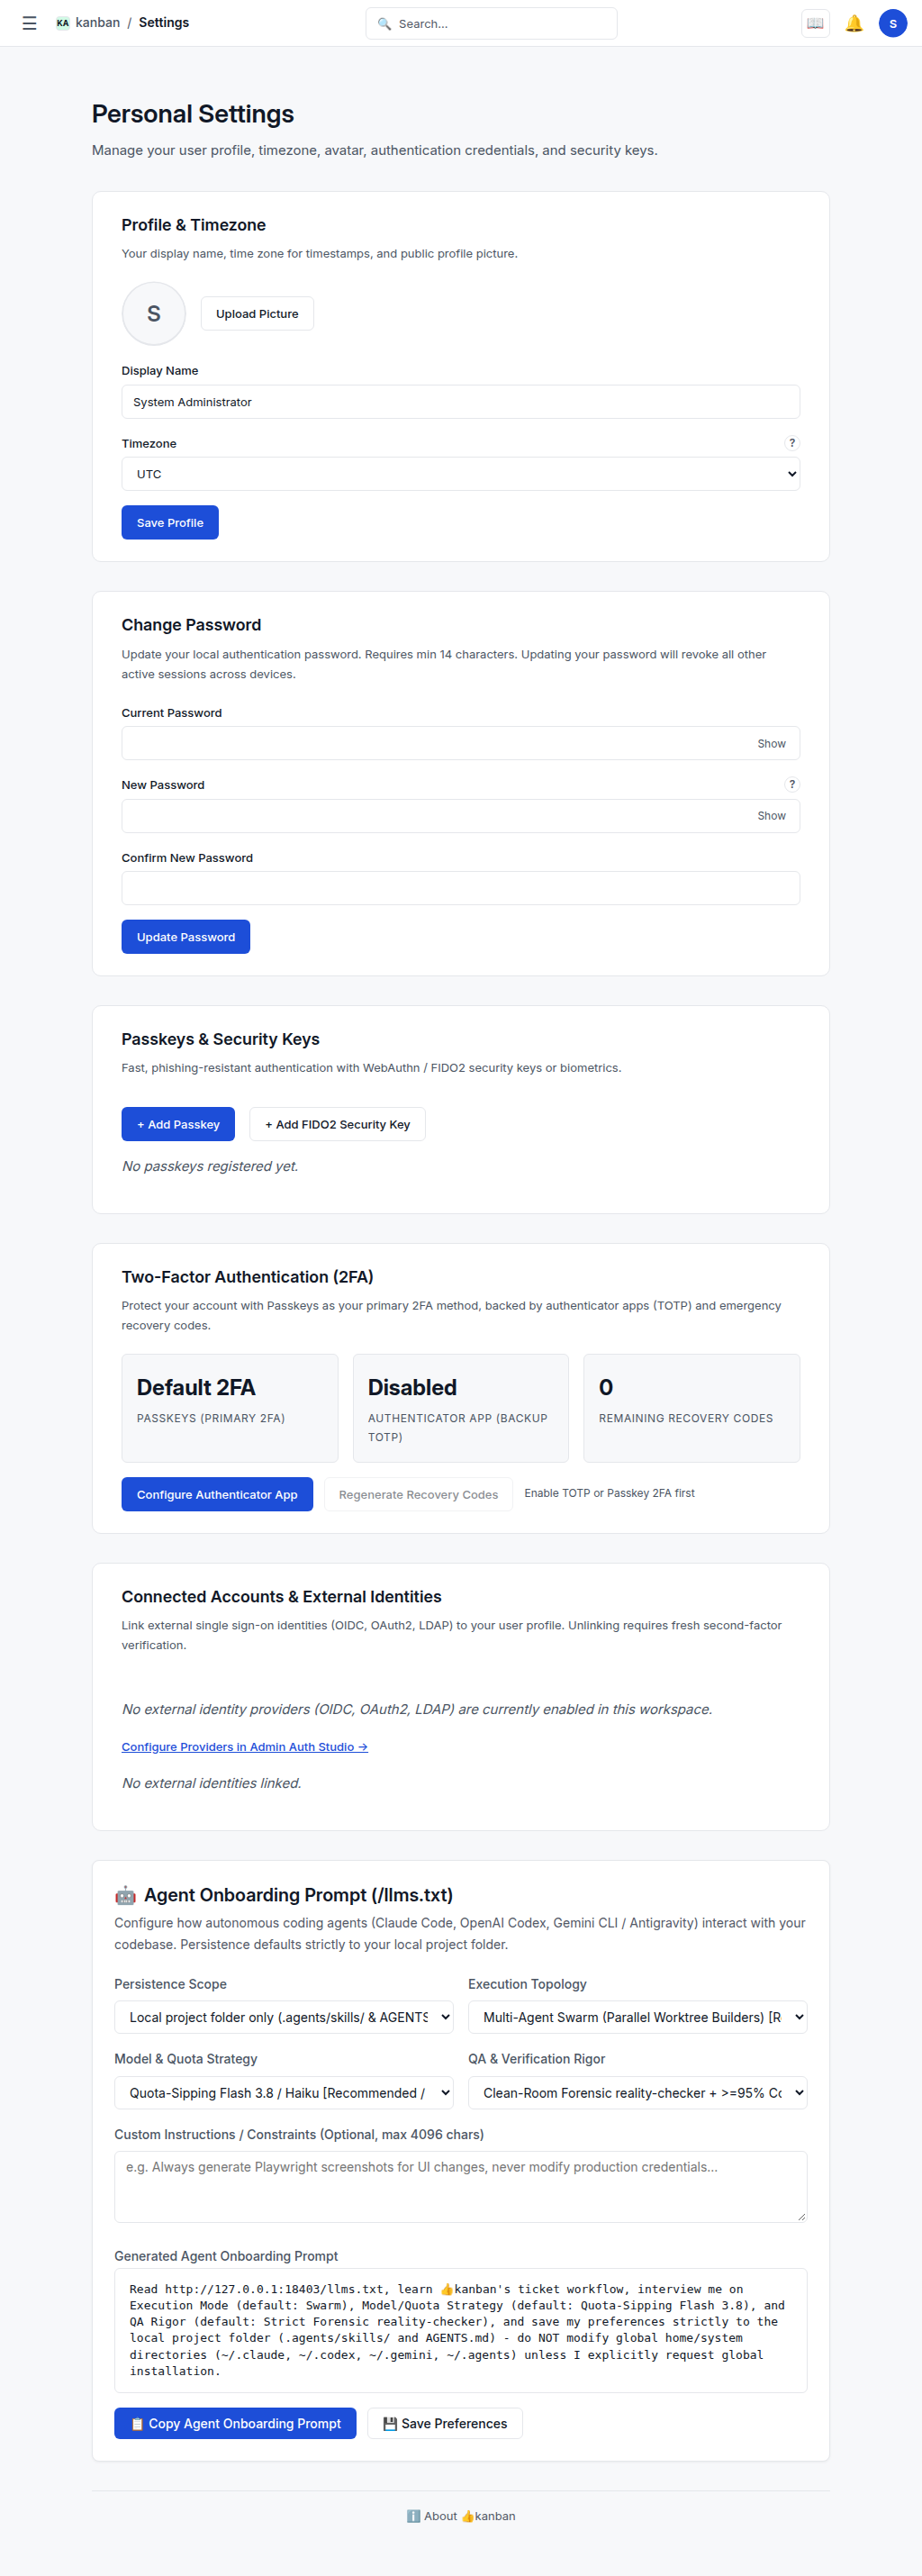 ☰ KA kanban / Settings 🔍 Search... 📖 🔔 S
Personal Settings
Manage your user profile, timezone, avatar, authentication credentials, and security keys.
Profile & Timezone
Your display name, time zone for timestamps, and public profile picture.
S Upload Picture
Display Name
System Administrator
Timezone ?
UTC
Save Profile
Change Password
Update your local authentication password. Requires min 14 characters. Updating your password will revoke all other
active sessions across devices.
Current Password
Show
New Password ?
Show
Confirm New Password
Update Password
Passkeys & Security Keys
Fast, phishing-resistant authentication with WebAuthn / FIDO2 security keys or biometrics.
+ Add Passkey + Add FIDO2 Security Key
No passkeys registered yet.
Two-Factor Authentication (2FA)
Protect your account with Passkeys as your primary 2FA method, backed by authenticator apps (TOTP) and emergency
recovery codes.
Default 2FA
PASSKEYS (PRIMARY 2FA)
Disabled
AUTHENTICATOR APP (BACKUP
TOTP)
0
REMAINING RECOVERY CODES
Configure Authenticator App Regenerate Recovery Codes Enable TOTP or Passkey 2FA first
Connected Accounts & External Identities
Link external single sign-on identities (OIDC, OAuth2, LDAP) to your user profile. Unlinking requires fresh second-factor
verification.
No external identity providers (OIDC, OAuth2, LDAP) are currently enabled in this workspace.
Configure Providers in Admin Auth Studio →
No external identities linked.
🤖 Agent Onboarding Prompt (/llms.txt)
Configure how autonomous coding agents (Claude Code, OpenAI Codex, Gemini CLI / Antigravity) interact with your
codebase. Persistence defaults strictly to your local project folder.
Persistence Scope Execution Topology
Local project folder only (.agents/skills/ & AGENTS Multi-Agent Swarm (Parallel Worktree Builders) [R
Model & Quota Strategy QA & Verification Rigor
Quota-Sipping Flash 3.8 / Haiku [Recommended / Clean-Room Forensic reality-checker + >=95% Co
Custom Instructions / Constraints (Optional, max 4096 chars)
e.g. Always generate Playwright screenshots for UI changes, never modify production credentials...
Generated Agent Onboarding Prompt
Read http://127.0.0.1:18403/llms.txt, learn 👍kanban's ticket workflow, interview me on
Execution Mode (default: Swarm), Model/Quota Strategy (default: Quota-Sipping Flash 3.8), and
QA Rigor (default: Strict Forensic reality-checker), and save my preferences strictly to the
local project folder (.agents/skills/ and AGENTS.md) - do NOT modify global home/system
directories (~/.claude, ~/.codex, ~/.gemini, ~/.agents) unless I explicitly request global
installation.
📋 Copy Agent Onboarding Prompt 💾 Save Preferences
ℹ️ About 👍kanban